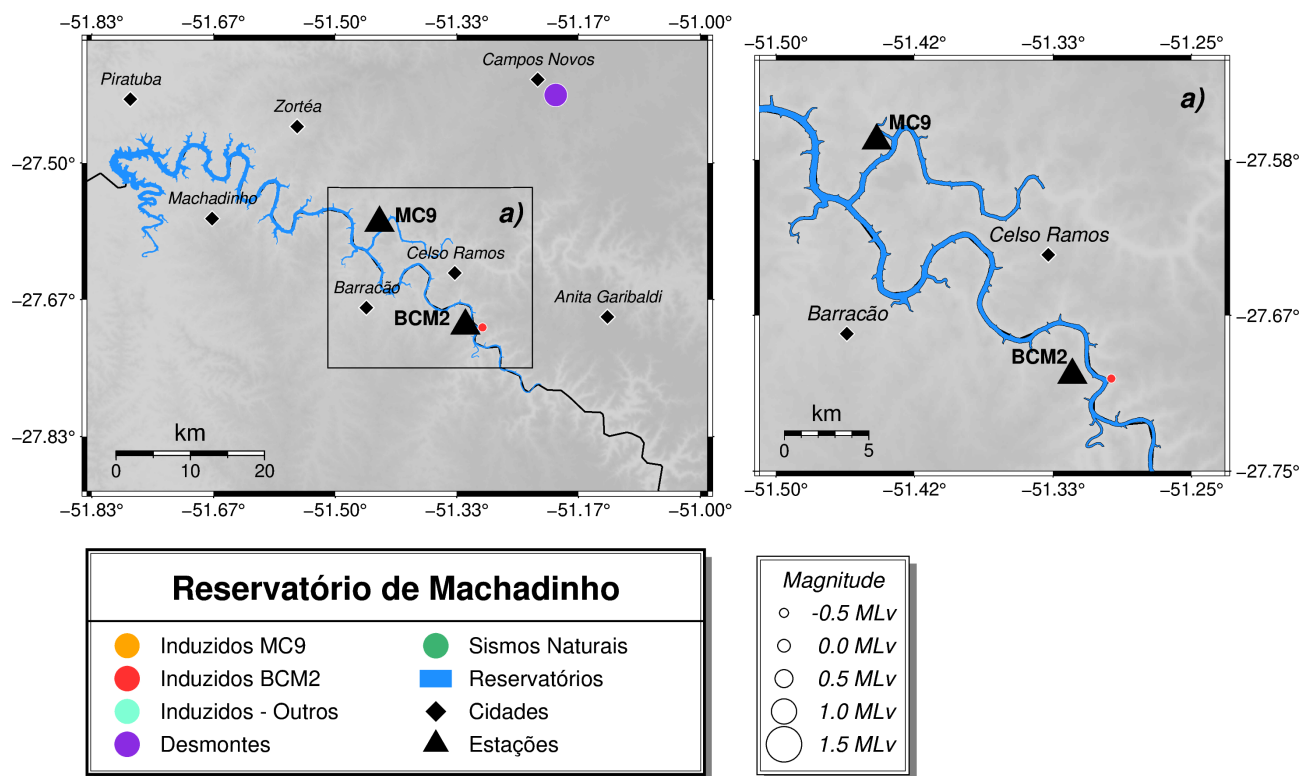 −51.83° −51.67° −51.50° −51.33° −51.17° −51.00°
Piratuba
Campos Novos
Zortéa
−27.50°
Machadinho
a)
MC9
Celso Ramos
−27.67°
Barracão
Anita Garibaldi
BCM2
−27.83°
km
0 10 20
−51.83° −51.67° −51.50° −51.33° −51.17° −51.00°
−51.50° −51.42° −51.33° −51.25°
a)
MC9
−27.58°
Celso Ramos
Barracão
−27.67°
BCM2
km
0 5
−27.75°
−51.50° −51.42° −51.33° −51.25°
Reservatório de Machadinho
Induzidos MC9
Induzidos BCM2
Induzidos - Outros
Desmontes
Sismos Naturais
Reservatórios
Cidades
Estações
Magnitude
-0.5 MLv
0.0 MLv
0.5 MLv
1.0 MLv
1.5 MLv